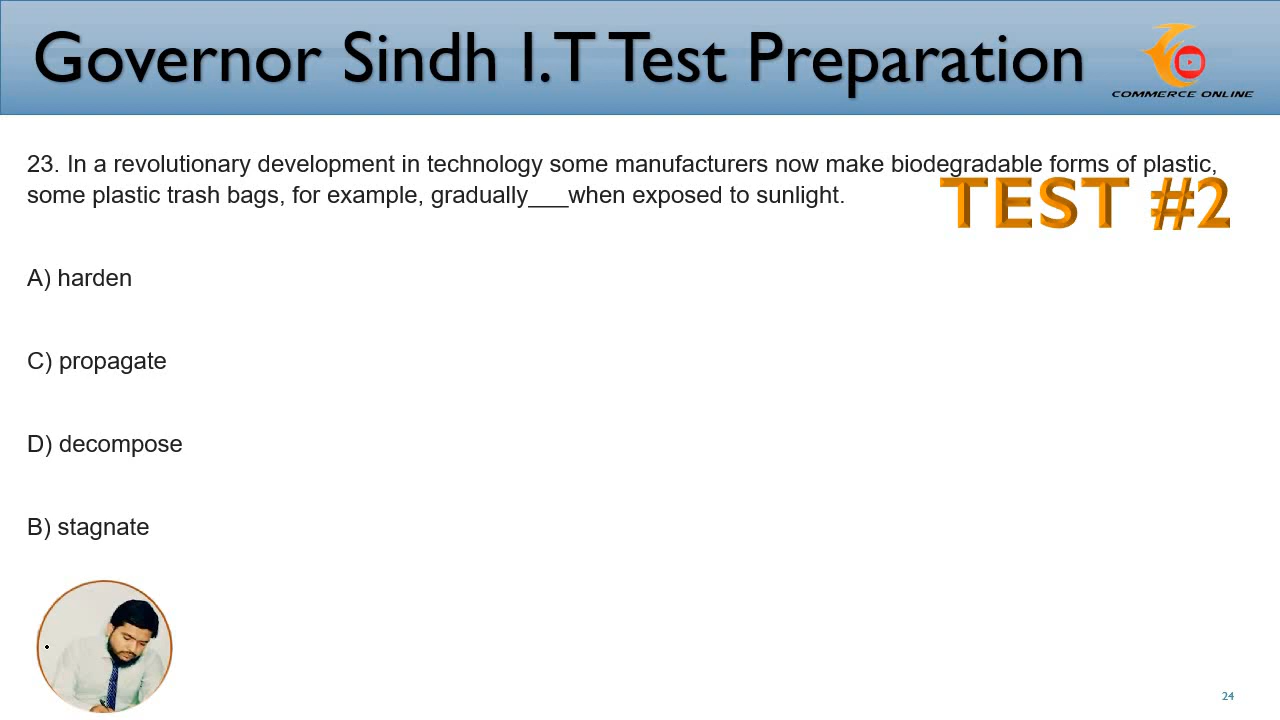 Governor Sindh I.T Test Preparation
COMMERCE ONLINE
23. In a revolutionary development in technology some manufacturers now make biodegradable forms of plastic,
some plastic trash bags, for example, gradually___when exposed to sunlight.
TEST #2
A) harden
C) propagate
D) decompose
B) stagnate
24